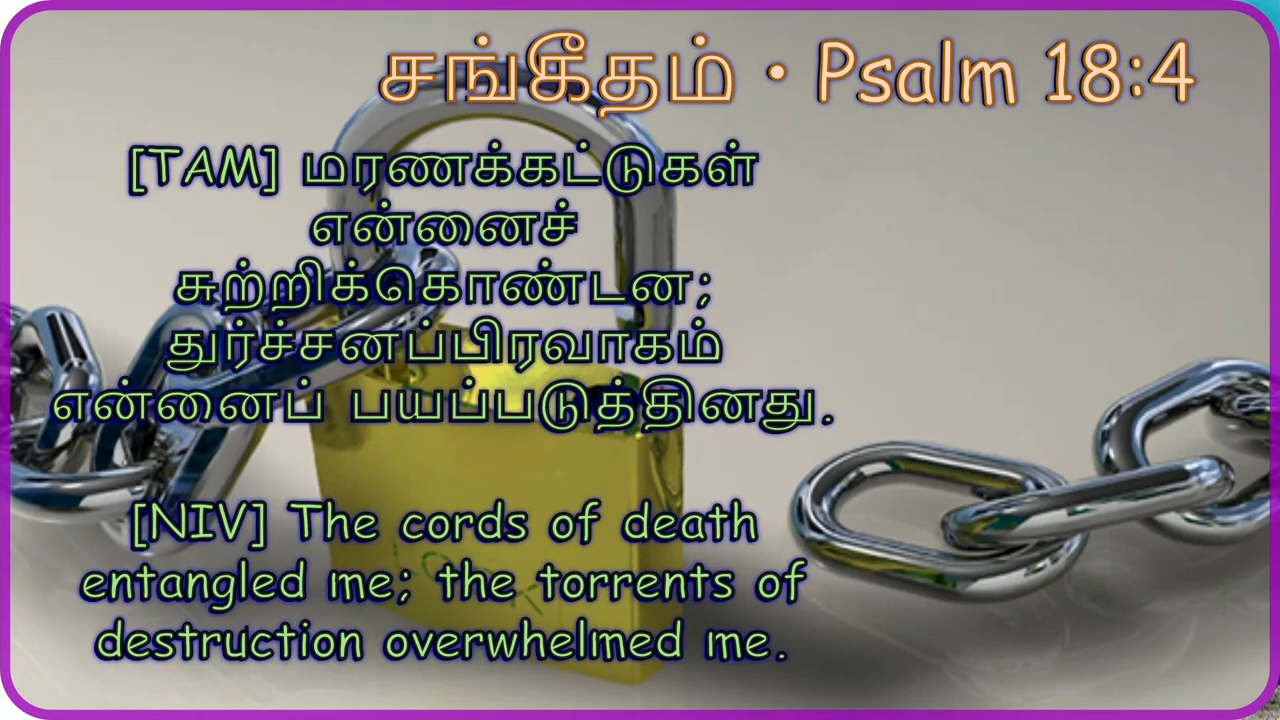 சங்கீதம் • Psalm 18:4
[TAM] மரணக்கட்டுகள்
என்னைச்
சுற்றிக்கொண்டன;
துர்ச்சனப்பிரவாகம்
என்னைப் பயப்படுத்தினது.
[NIV] The cords of death
entangled me; the torrents of
destruction overwhelmed me.